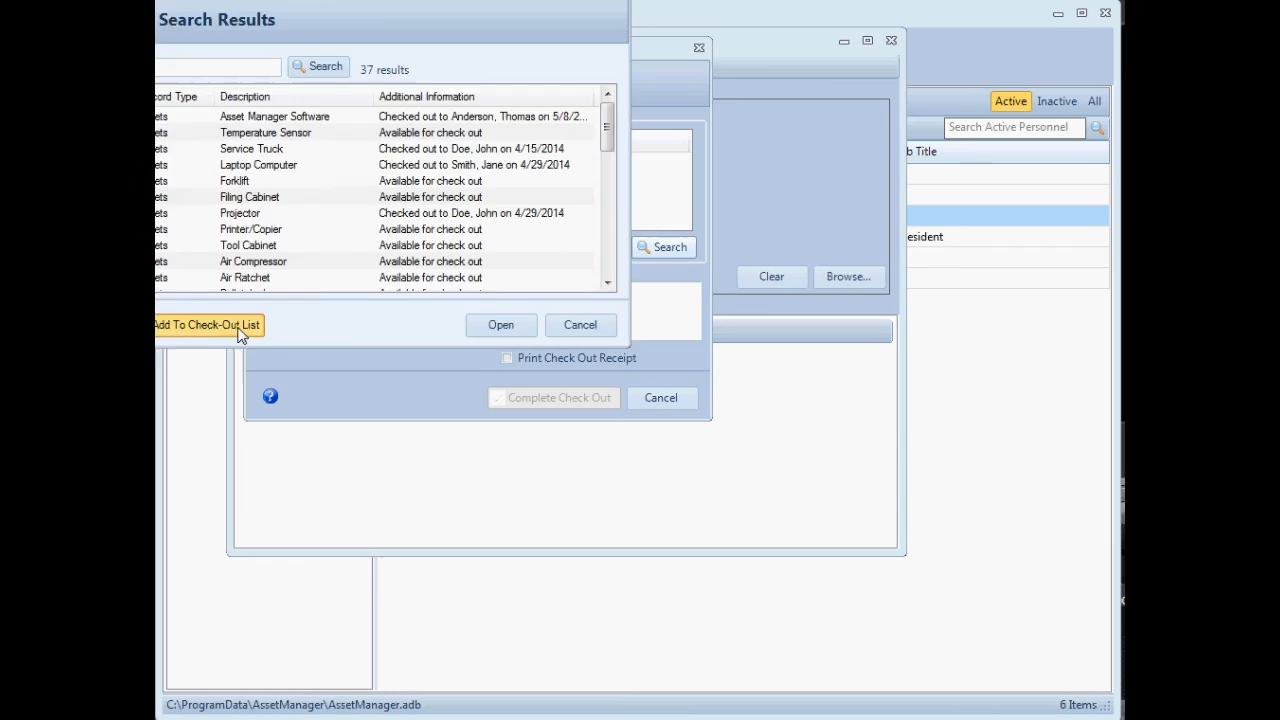 Search Results
Search
37 results
ord Type Description Additional Information
ets Asset Manager Software Checked out to Anderson, Thomas on 5/8/2...
ets Temperature Sensor Available for check out
ets Service Truck Checked out to Doe, John on 4/15/2014
ets Laptop Computer Checked out to Smith, Jane on 4/29/2014
ets Forklift Available for check out
ets Filing Cabinet Available for check out
ets Projector Checked out to Doe, John on 4/29/2014
ets Printer/Copier Available for check out
ets Tool Cabinet Available for check out
ets Air Compressor Available for check out
ets Air Ratchet Available for check out
Add To Check-Out List
Open
Cancel
Search
Print Check Out Receipt
Complete Check Out
Cancel
Clear
Browse...
Active Inactive All
Search Active Personnel
b Title
esident
C:\ProgramData\AssetManager\AssetManager.adb
6 Items